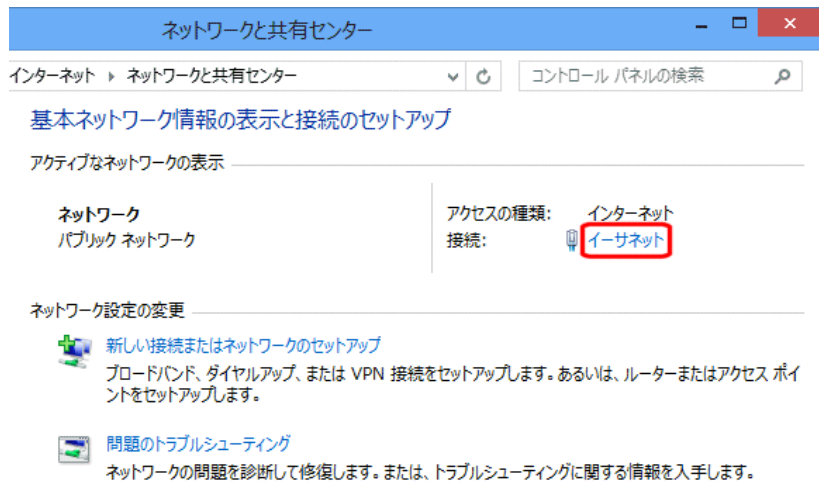 ネットワークと共有センター
インターネット ▸ ネットワークと共有センター
コントロール パネルの検索
基本ネットワーク情報の表示と接続のセットアップ
アクティブなネットワークの表示
ネットワーク
パブリック ネットワーク
アクセスの種類: インターネット
接続: イーサネット
ネットワーク設定の変更
新しい接続またはネットワークのセットアップ
ブロードバンド、ダイヤルアップ、または VPN 接続をセットアップします。あるいは、ルーターまたはアクセス ポイ
ントをセットアップします。
問題のトラブルシューティング
ネットワークの問題を診断して修復します。または、トラブルシューティングに関する情報を入手します。